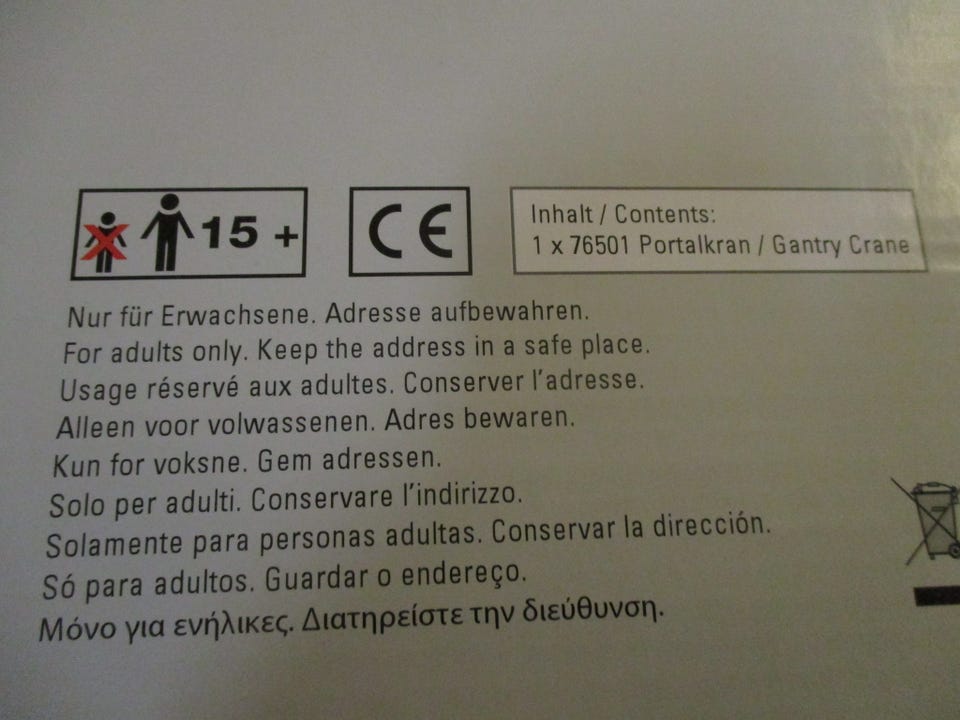 15 +
CE
Inhalt / Contents:
1 x 76501 Portalkran / Gantry Crane
Nur für Erwachsene. Adresse aufbewahren.
For adults only. Keep the address in a safe place.
Usage réservé aux adultes. Conserver l'adresse.
Alleen voor volwassenen. Adres bewaren.
Kun for voksne. Gem adressen.
Solo per adulti. Conservare l'indirizzo.
Solamente para personas adultas. Conservar la dirección.
Só para adultos. Guardar o endereço.
Μόνο για ενήλικες. Διατηρείστε την διεύθυνση.